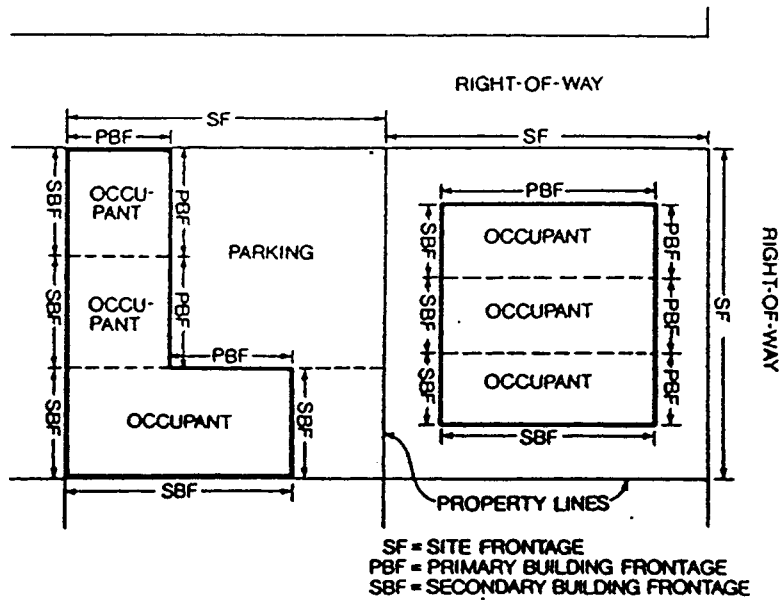 RIGHT-OF-WAY
SF
SF
PBF
PBF
SBF
OCCU-
PANT
PBF
PARKING
SBF
OCCUPANT
PBF
SBF
OCCU-
PANT
PBF
SBF
OCCUPANT
PBF
SF
RIGHT-OF-WAY
PBF
SBF
OCCUPANT
PBF
SBF
OCCUPANT
SBF
SBF
SBF
PROPERTY LINES
SF = SITE FRONTAGE
PBF = PRIMARY BUILDING FRONTAGE
SBF = SECONDARY BUILDING FRONTAGE